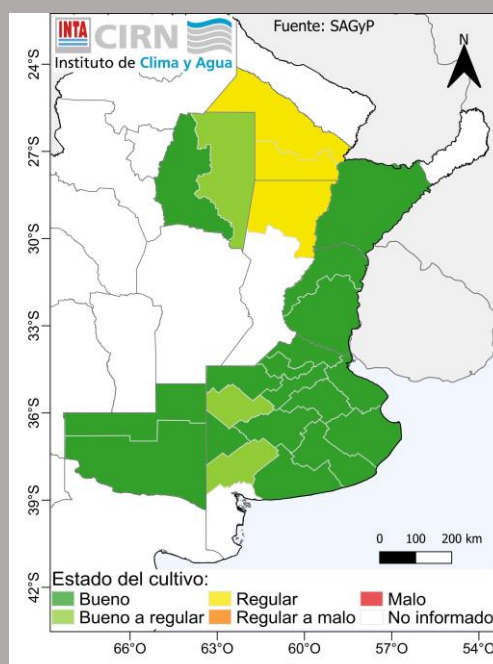 INTA CIRN
Instituto de Clima y Agua
Fuente: SAGyP
N
24°S
27°S
30°S
33°S
36°S
39°S
42°S
0 100 200 km
Estado del cultivo:
Bueno Regular Malo
Bueno a regular Regular a malo No informado
66°O 63°O 60°O 57°O 54°O